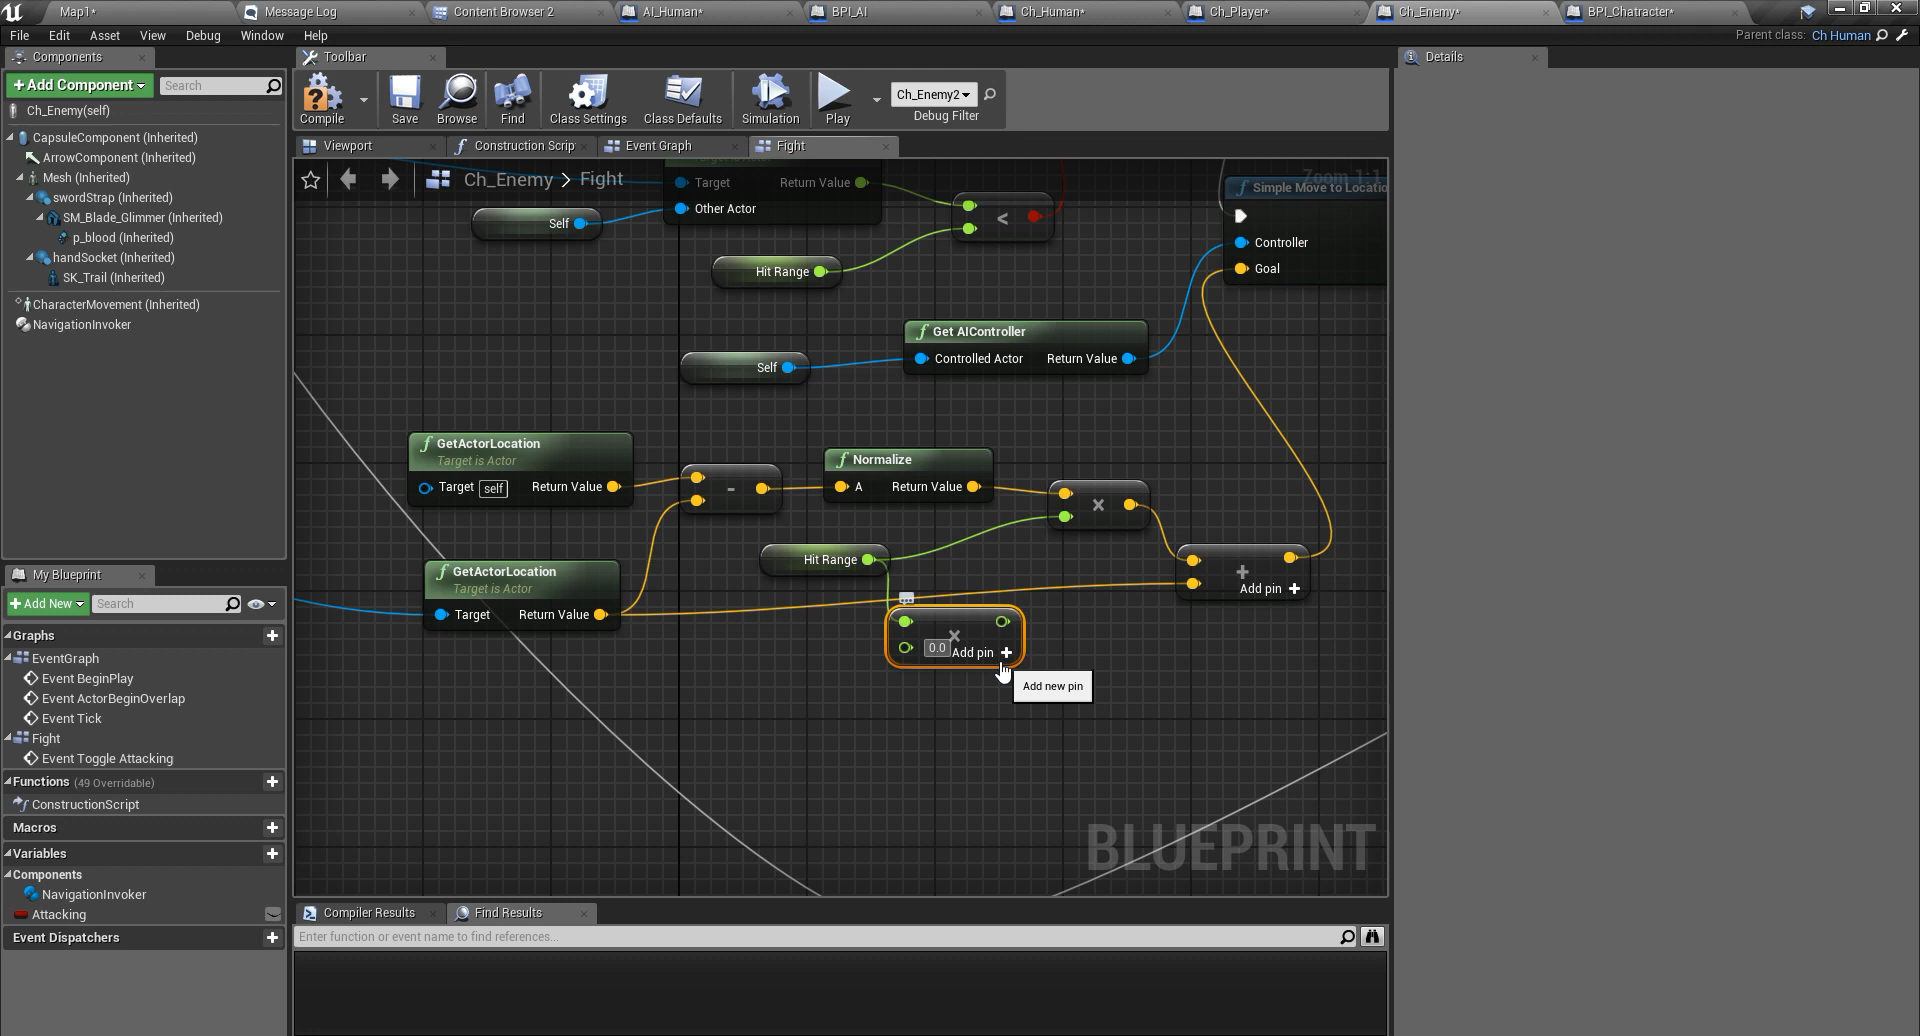 Map1*
Message Log
Content Browser 2
AI_Human*
BPI_AI
Ch_Human*
Ch_Player*
Ch_Enemy*
BPI_Chatracter*
File
Edit
Asset
View
Debug
Window
Help
Parent class:
Ch Human
Components
+Add Component
Search
Ch_Enemy(self)
CapsuleComponent (Inherited)
ArrowComponent (Inherited)
Mesh (Inherited)
swordStrap (Inherited)
SM_Blade_Glimmer (Inherited)
p_blood (Inherited)
handSocket (Inherited)
SK_Trail (Inherited)
CharacterMovement (Inherited)
NavigationInvoker
My Blueprint
+Add New
Search
Graphs
EventGraph
Event BeginPlay
Event ActorBeginOverlap
Event Tick
Fight
Event Toggle Attacking
Functions (49 Overridable)
ConstructionScript
Macros
Variables
Components
NavigationInvoker
Attacking
Event Dispatchers
Toolbar
Compile
Save
Browse
Find
Class Settings
Class Defaults
Simulation
Play
Ch_Enemy2
Debug Filter
Viewport
Construction Scrip
Event Graph
Fight
Ch_Enemy > Fight
Zoom 1:1
Target
Return Value
Other Actor
Self
<
Hit Range
Simple Move to Locatio
Controller
Goal
Get AIController
Controlled Actor
Return Value
Self
GetActorLocation
Target is Actor
Target
self
Return Value
-
Normalize
A
Return Value
×
Hit Range
GetActorLocation
Target is Actor
Target
Return Value
+
Add pin +
×
0.0
Add pin +
Add new pin
BLUEPRINT
Compiler Results
Find Results
Enter function or event name to find references...
Details